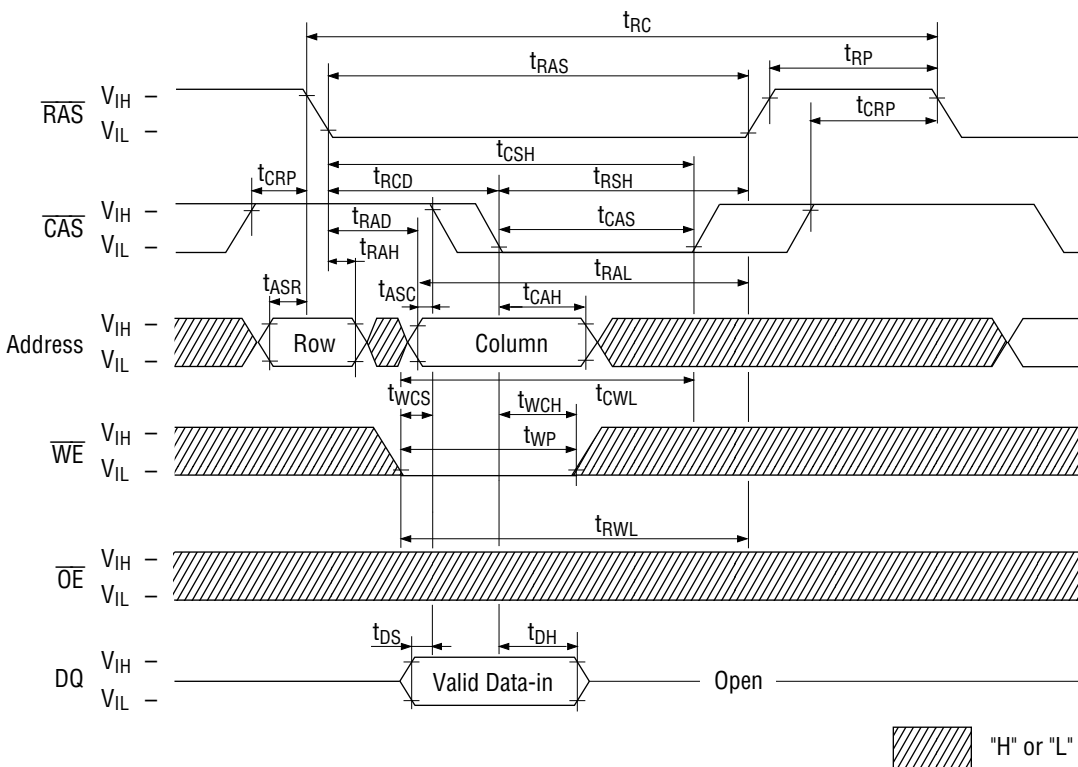 tRC
tRAS
tRP
RAS
VIH
VIL
tCRP
tCSH
tCRP
tRCD
tRSH
CAS
VIH
VIL
tRAD
tCAS
tRAH
tRAL
tASR
tASC
tCAH
Address
VIH
VIL
Row
Column
tWCS
tCWL
tWCH
WE
VIH
VIL
tWP
tRWL
OE
VIH
VIL
tDS
tDH
DQ
VIH
VIL
Valid Data-in
Open
"H" or "L"